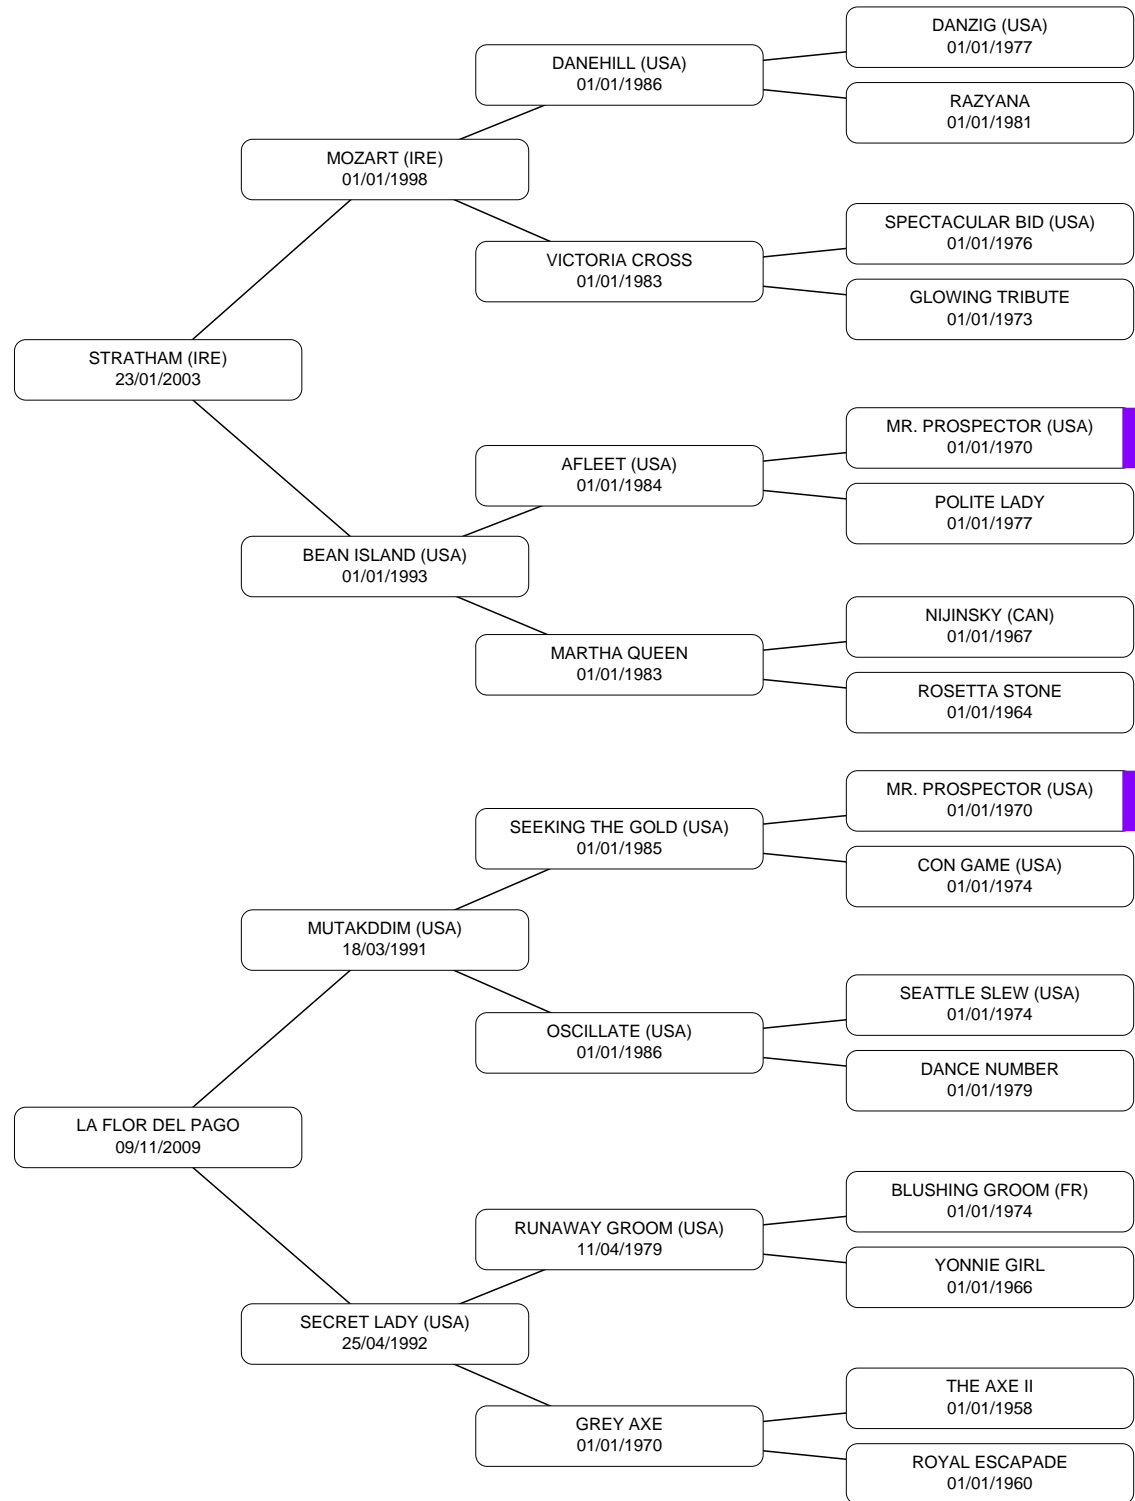 DANZIG (USA)
01/01/1977
DANEHILL (USA)
01/01/1986
RAZYANA
01/01/1981
MOZART (IRE)
01/01/1998
SPECTACULAR BID (USA)
01/01/1976
VICTORIA CROSS
01/01/1983
GLOWING TRIBUTE
01/01/1973
STRATHAM (IRE)
23/01/2003
MR. PROSPECTOR (USA)
01/01/1970
AFLEET (USA)
01/01/1984
POLITE LADY
01/01/1977
BEAN ISLAND (USA)
01/01/1993
NIJINSKY (CAN)
01/01/1967
MARTHA QUEEN
01/01/1983
ROSETTA STONE
01/01/1964
MR. PROSPECTOR (USA)
01/01/1970
SEEKING THE GOLD (USA)
01/01/1985
CON GAME (USA)
01/01/1974
MUTAKDDIM (USA)
18/03/1991
SEATTLE SLEW (USA)
01/01/1974
OSCILLATE (USA)
01/01/1986
DANCE NUMBER
01/01/1979
LA FLOR DEL PAGO
09/11/2009
BLUSHING GROOM (FR)
01/01/1974
RUNAWAY GROOM (USA)
11/04/1979
YONNIE GIRL
01/01/1966
SECRET LADY (USA)
25/04/1992
THE AXE II
01/01/1958
GREY AXE
01/01/1970
ROYAL ESCAPADE
01/01/1960